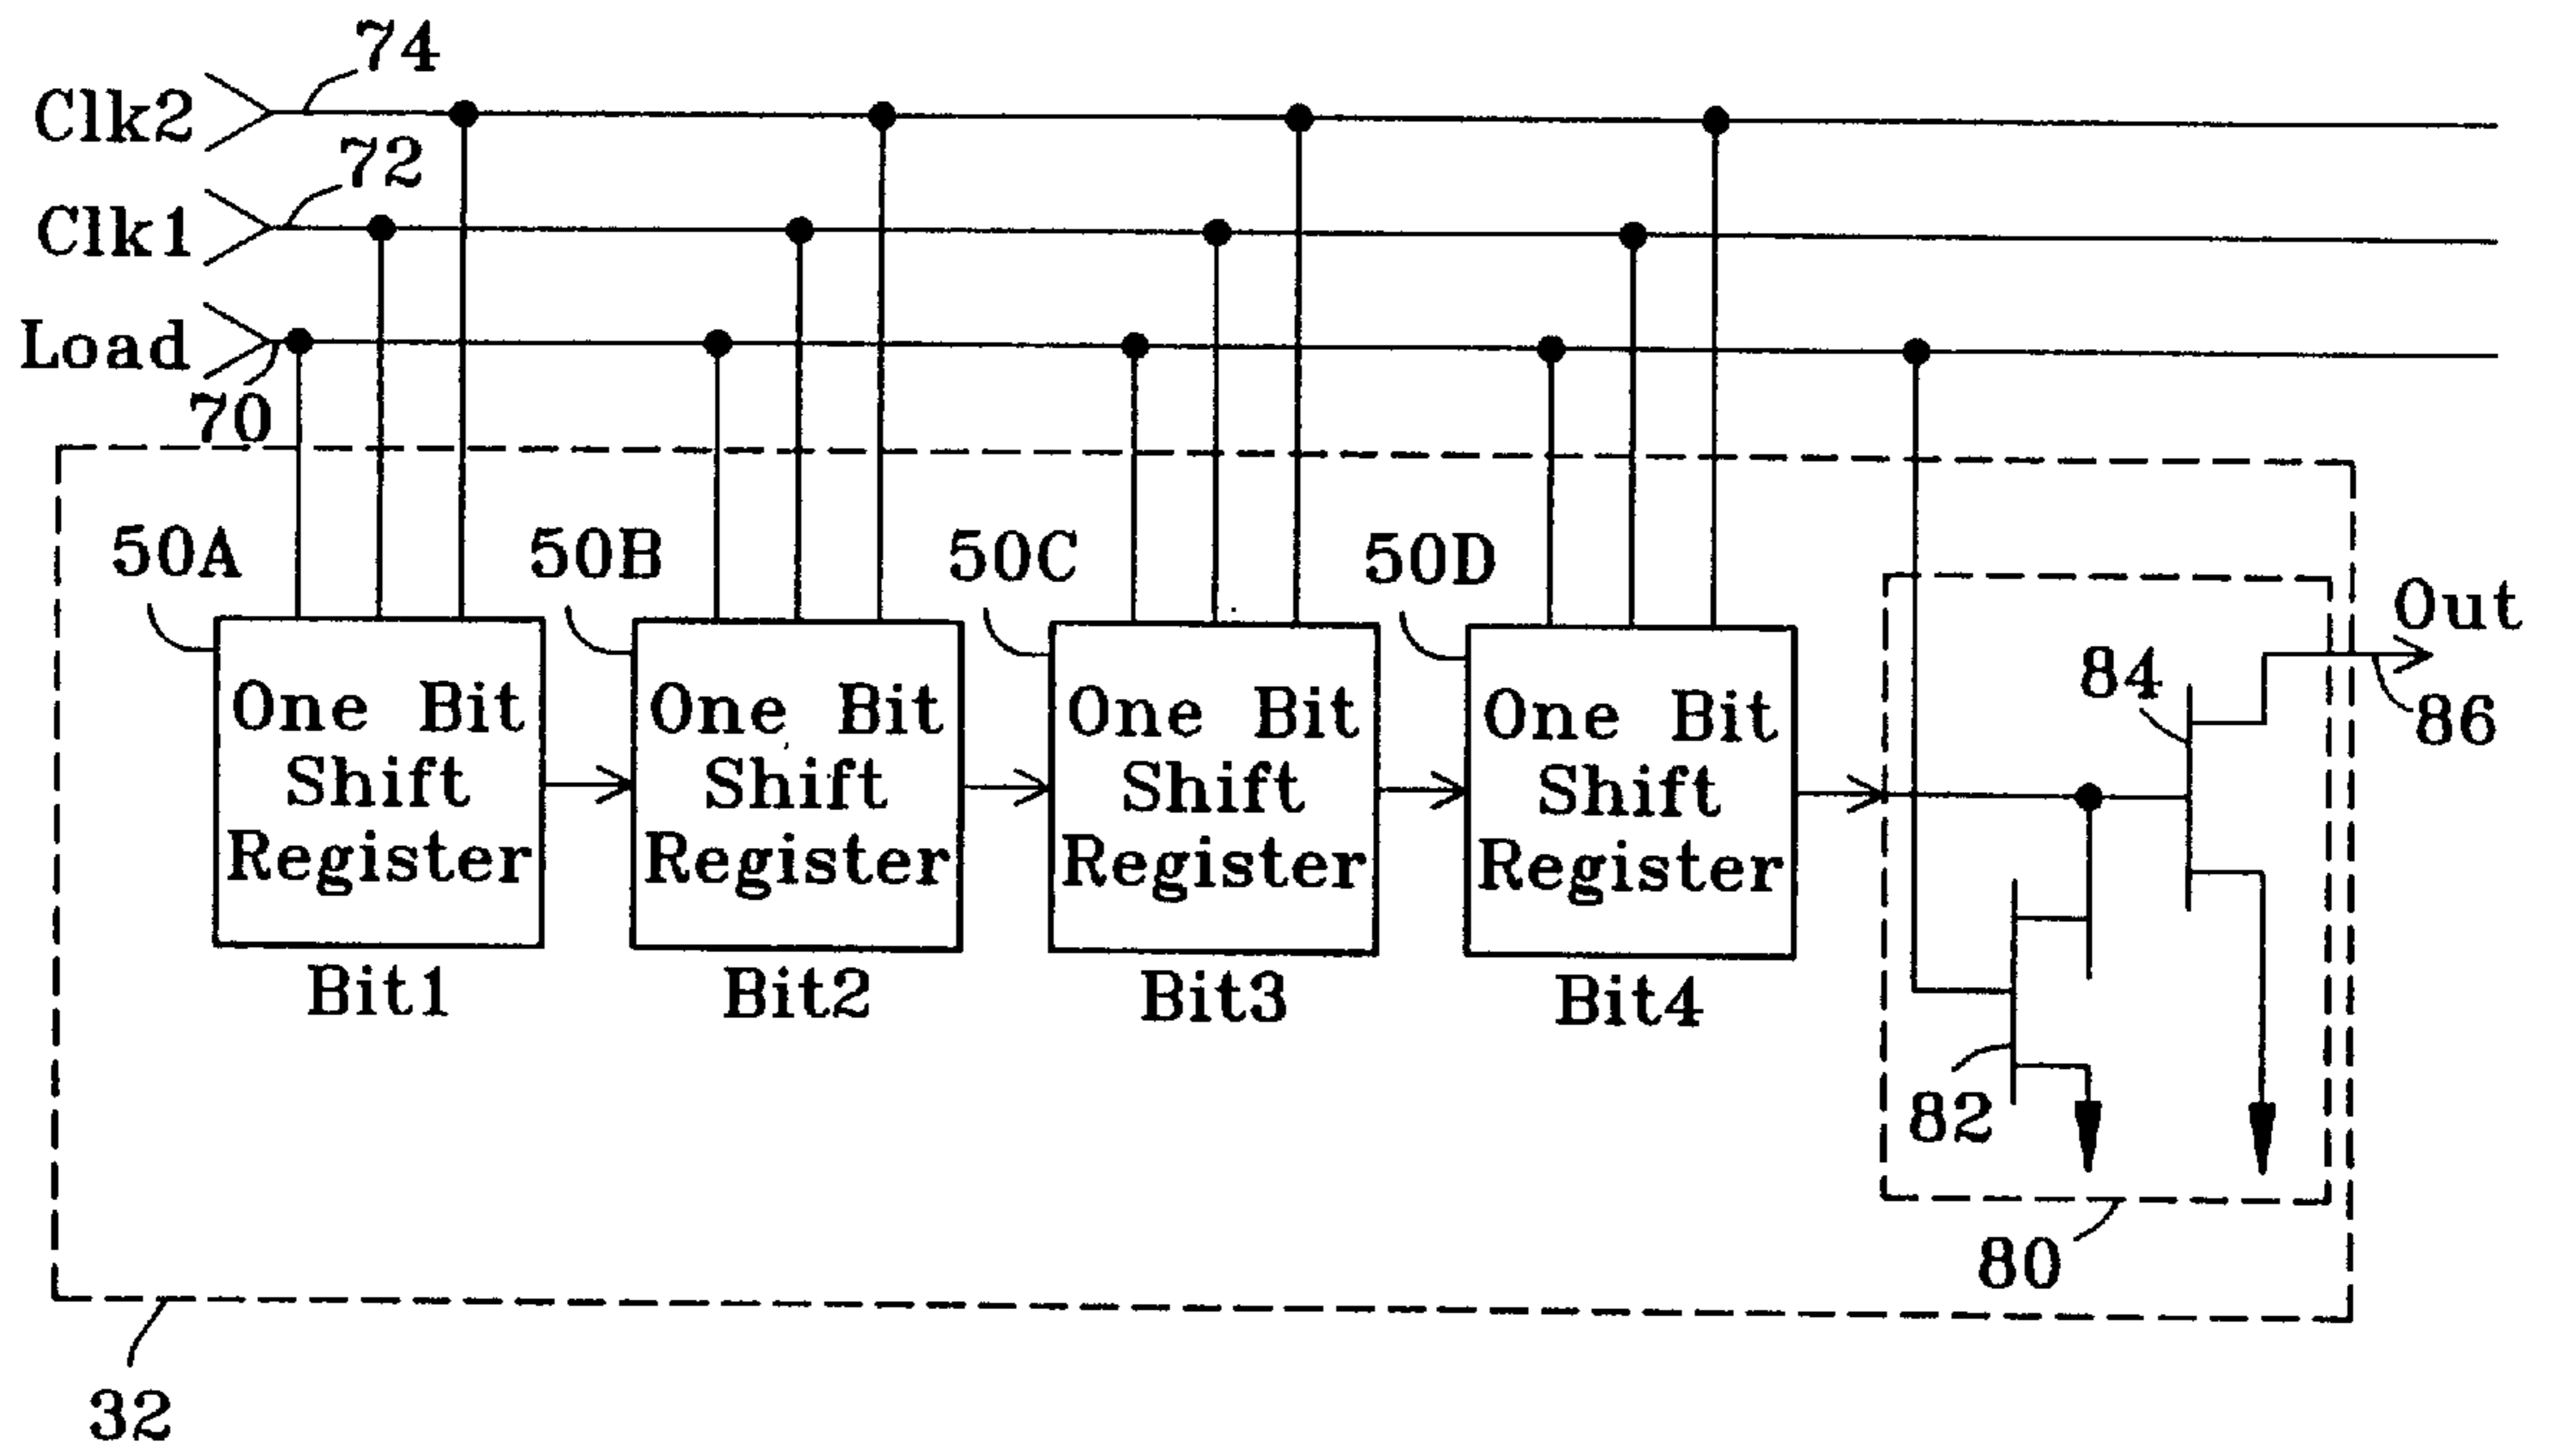 74
Clk2
72
Clk1
Load
70
50A
50B
50C
50D
Out
84
86
One Bit
Shift
Register
One Bit
Shift
Register
One Bit
Shift
Register
One Bit
Shift
Register
Bit1
Bit2
Bit3
Bit4
82
80
32